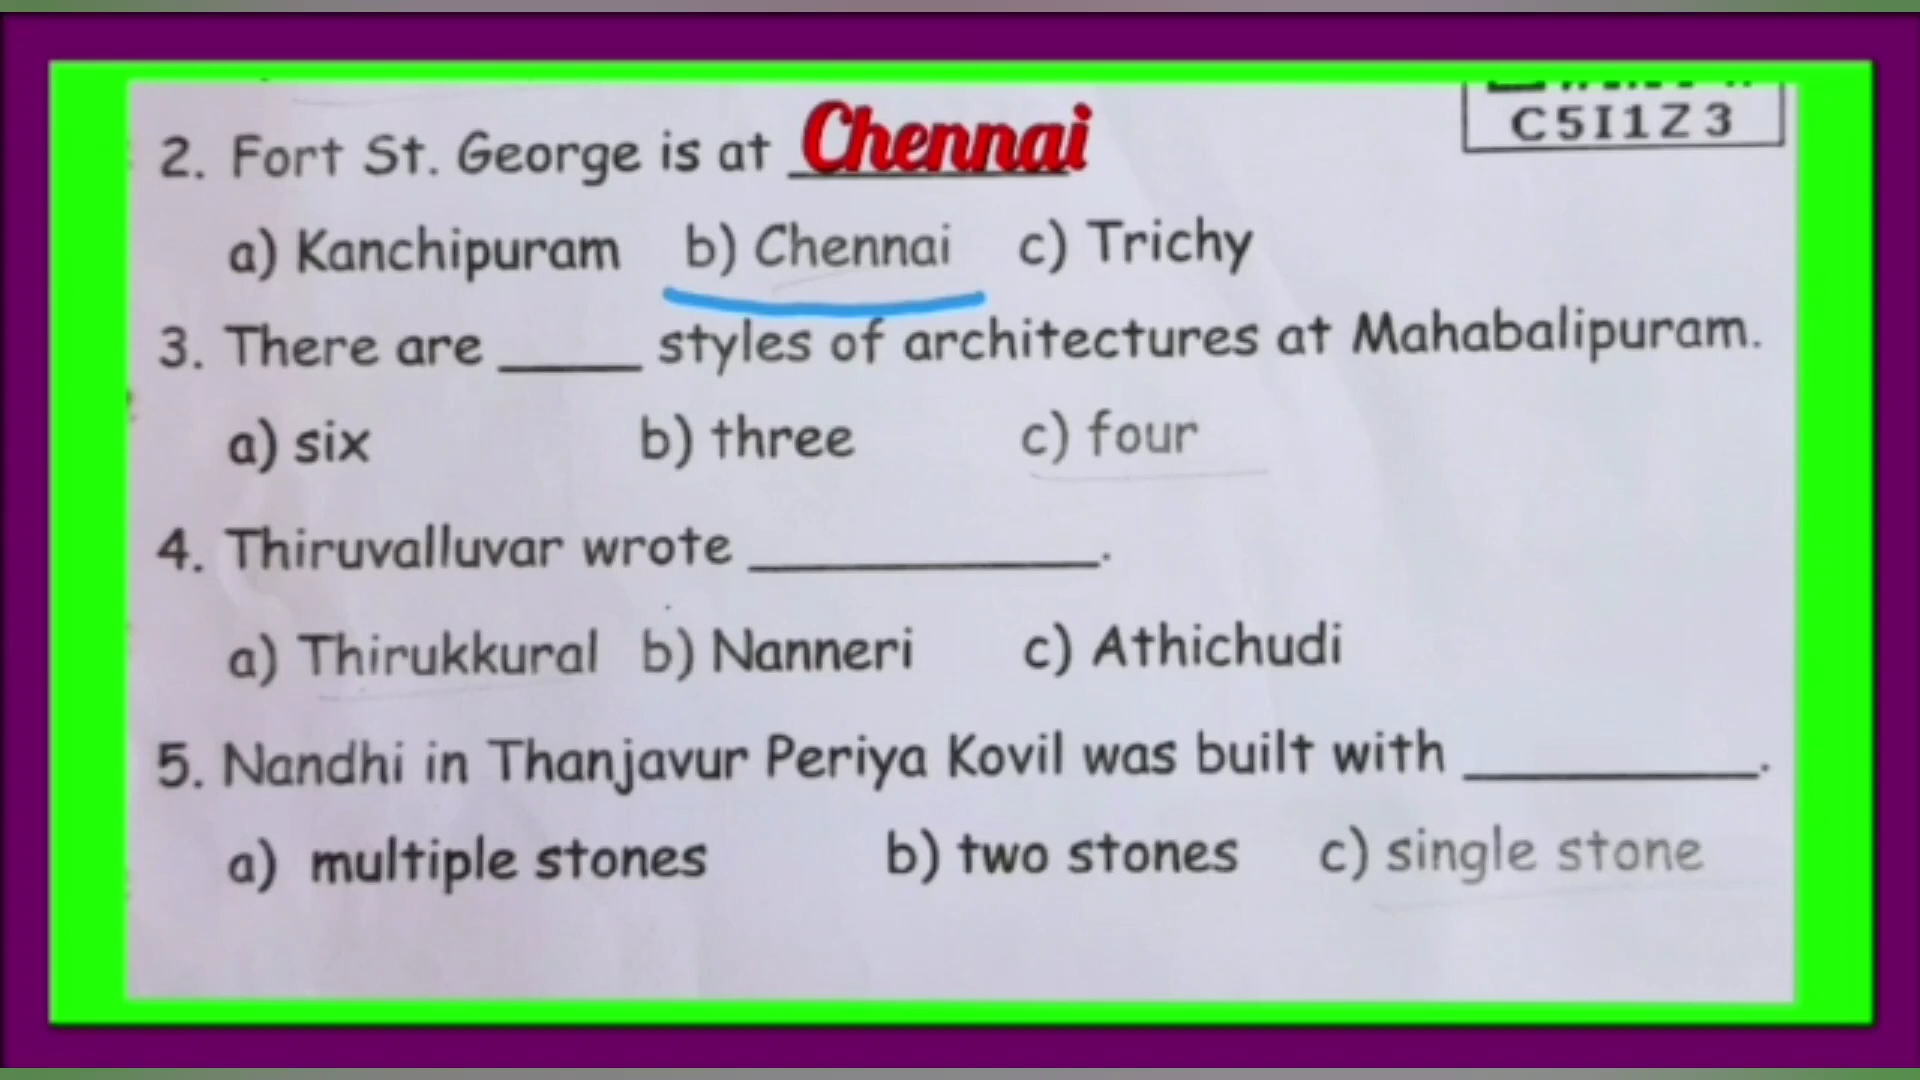 C5I1Z3
2. Fort St. George is at Chennai
a) Kanchipuram b) Chennai c) Trichy
3. There are _____ styles of architectures at Mahabalipuram.
a) six b) three c) four
4. Thiruvalluvar wrote ____________.
a) Thirukkural b) Nanneri c) Athichudi
5. Nandhi in Thanjavur Periya Kovil was built with __________.
a) multiple stones b) two stones c) single stone